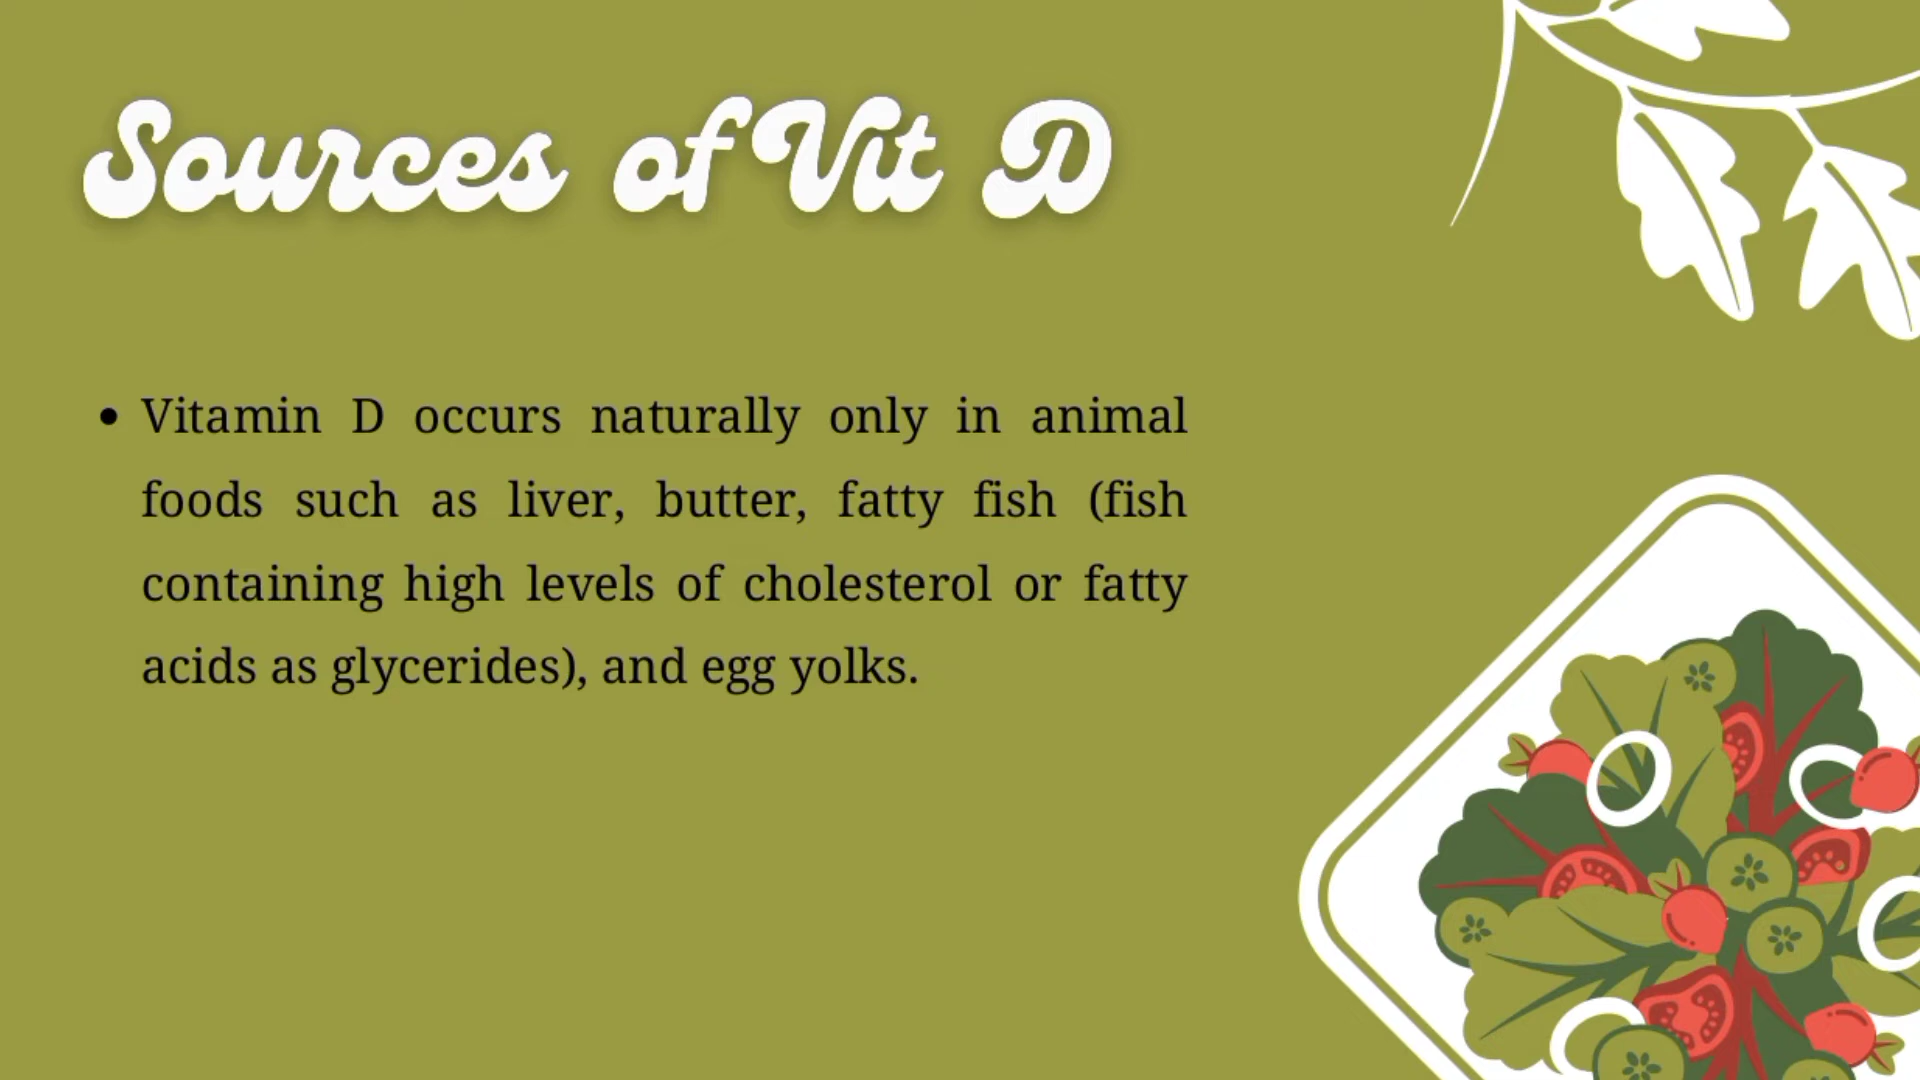 Sources of Vit D
• Vitamin D occurs naturally only in animal
foods such as liver, butter, fatty fish (fish
containing high levels of cholesterol or fatty
acids as glycerides), and egg yolks.